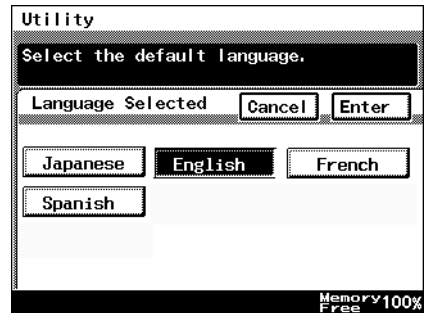 Utility
Select the default language.
Language Selected Cancel Enter
Japanese English French
Spanish
Memory Free 100%